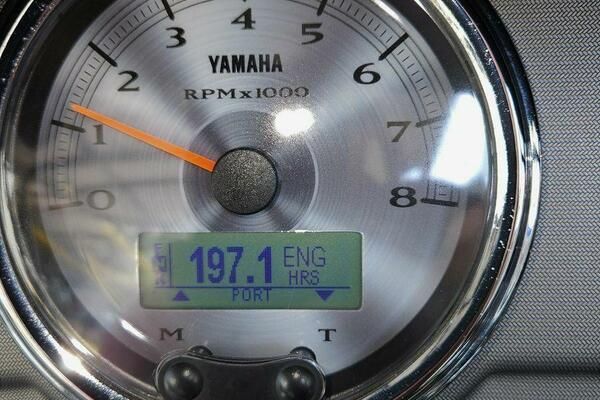 4
3 5
2 6
1 7
0 8
YAMAHA
RPMx1000
197.1 ENG
HRS
PORT
M T